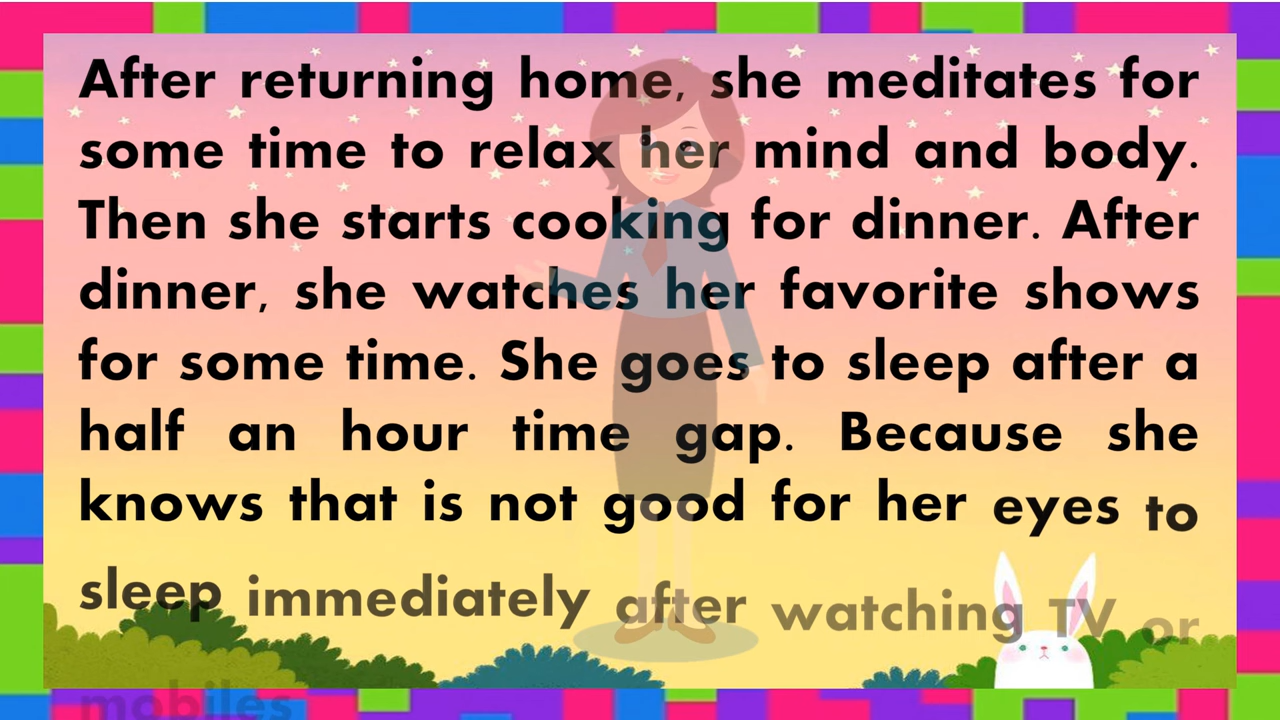 After returning home, she meditates for
some time to relax her mind and body.
Then she starts cooking for dinner. After
dinner, she watches her favorite shows
for some time. She goes to sleep after a
half an hour time gap. Because she
knows that is not good for her eyes to
sleep immediately after watching TV or
mobiles